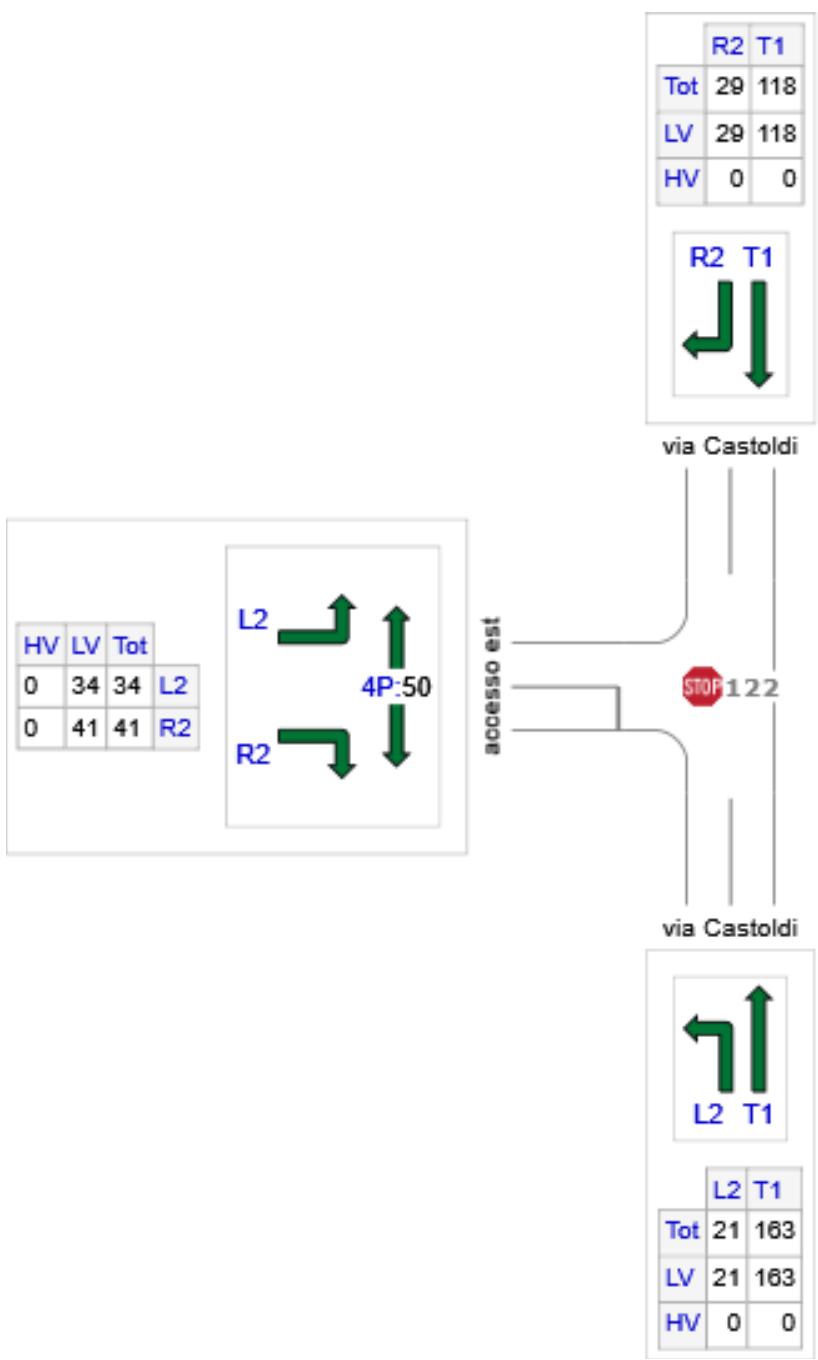 R2 T1
Tot 29 118
LV 29 118
HV 0 0
R2 T1
via Castoldi
HV LV Tot
0 34 34 L2
0 41 41 R2
L2
4P:50
R2
accesso est
STOP 122
via Castoldi
L2 T1
L2 T1
Tot 21 163
LV 21 163
HV 0 0